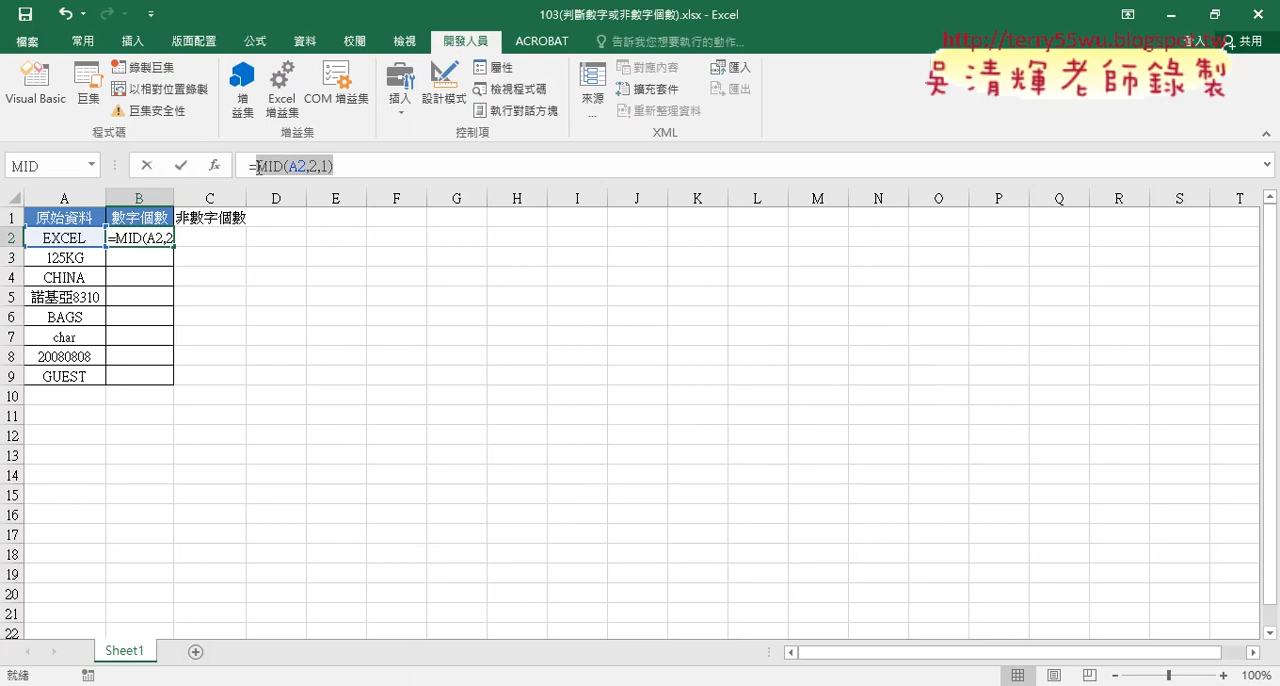 103(判斷數字或非數字個數).xlsx - Excel
檔案 常用 插入 版面配置 公式 資料 校閱 檢視 開發人員 ACROBAT 告訴我您想要執行的動作... 登入 共用
http://terry55wu.blogspot.tw
吳清輝老師錄製
Visual Basic 巨集 錄製巨集 以相對位置錄製 巨集安全性
程式碼
增益集 Excel 增益集 COM 增益集
增益集
插入 設計模式 屬性 檢視程式碼 執行對話方塊
控制項
來源... 對應內容 擴充套件 重新整理資料 匯入 匯出
XML
MID =MID(A2,2,1)
A B C D E F G H I J K L M N O P Q R S T
1 原始資料 數字個數 非數字個數
2 EXCEL =MID(A2,2
3 125KG
4 CHINA
5 諾基亞8310
6 BAGS
7 char
8 20080808
9 GUEST
10
11
12
13
14
15
16
17
18
19
20
21
22
Sheet1
就緒 100%